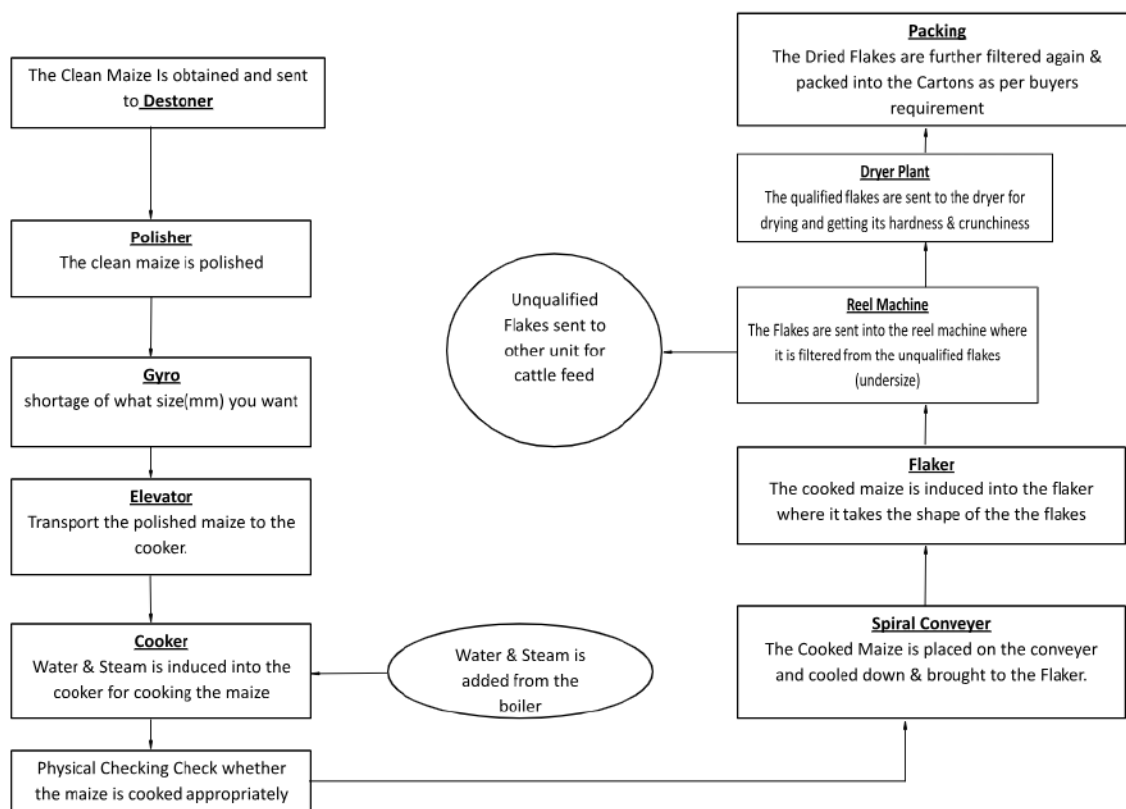 The Clean Maize Is obtained and sent
to Destoner
Polisher
The clean maize is polished
Gyro
shortage of what size(mm) you want
Elevator
Transport the polished maize to the
cooker.
Cooker
Water & Steam is induced into the
cooker for cooking the maize
Water & Steam is
added from the
boiler
Physical Checking Check whether
the maize is cooked appropriately
Spiral Conveyer
The Cooked Maize is placed on the conveyer
and cooled down & brought to the Flaker.
Flaker
The cooked maize is induced into the flaker
where it takes the shape of the the flakes
Reel Machine
The Flakes are sent into the reel machine where
it is filtered from the unqualified flakes
(undersize)
Unqualified
Flakes sent to
other unit for
cattle feed
Dryer Plant
The qualified flakes are sent to the dryer for
drying and getting its hardness & crunchiness
Packing
The Dried Flakes are further filtered again &
packed into the Cartons as per buyers
requirement